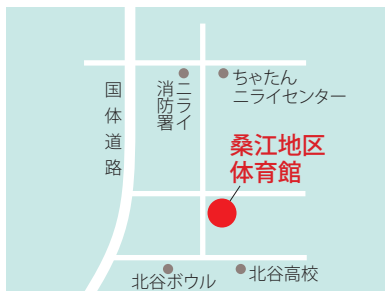 国体道路
ニライ
消防署
ちゃたん
ニライセンター
桑江地区
体育館
北谷ボウル
北谷高校